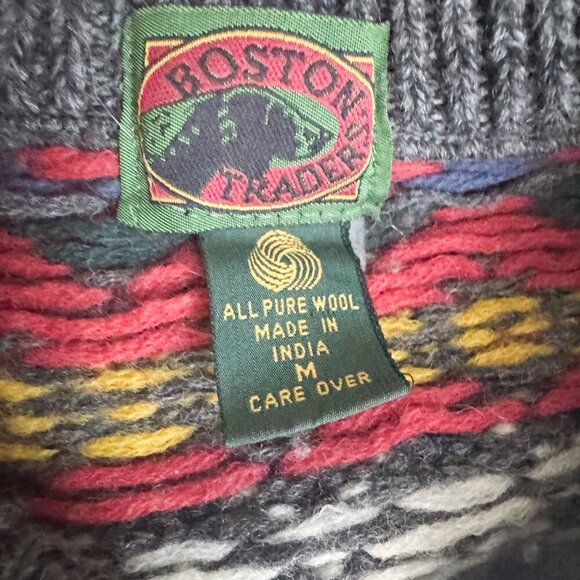 BOSTON
TRADERS
ALL PURE WOOL
MADE IN
INDIA
M
CARE OVER